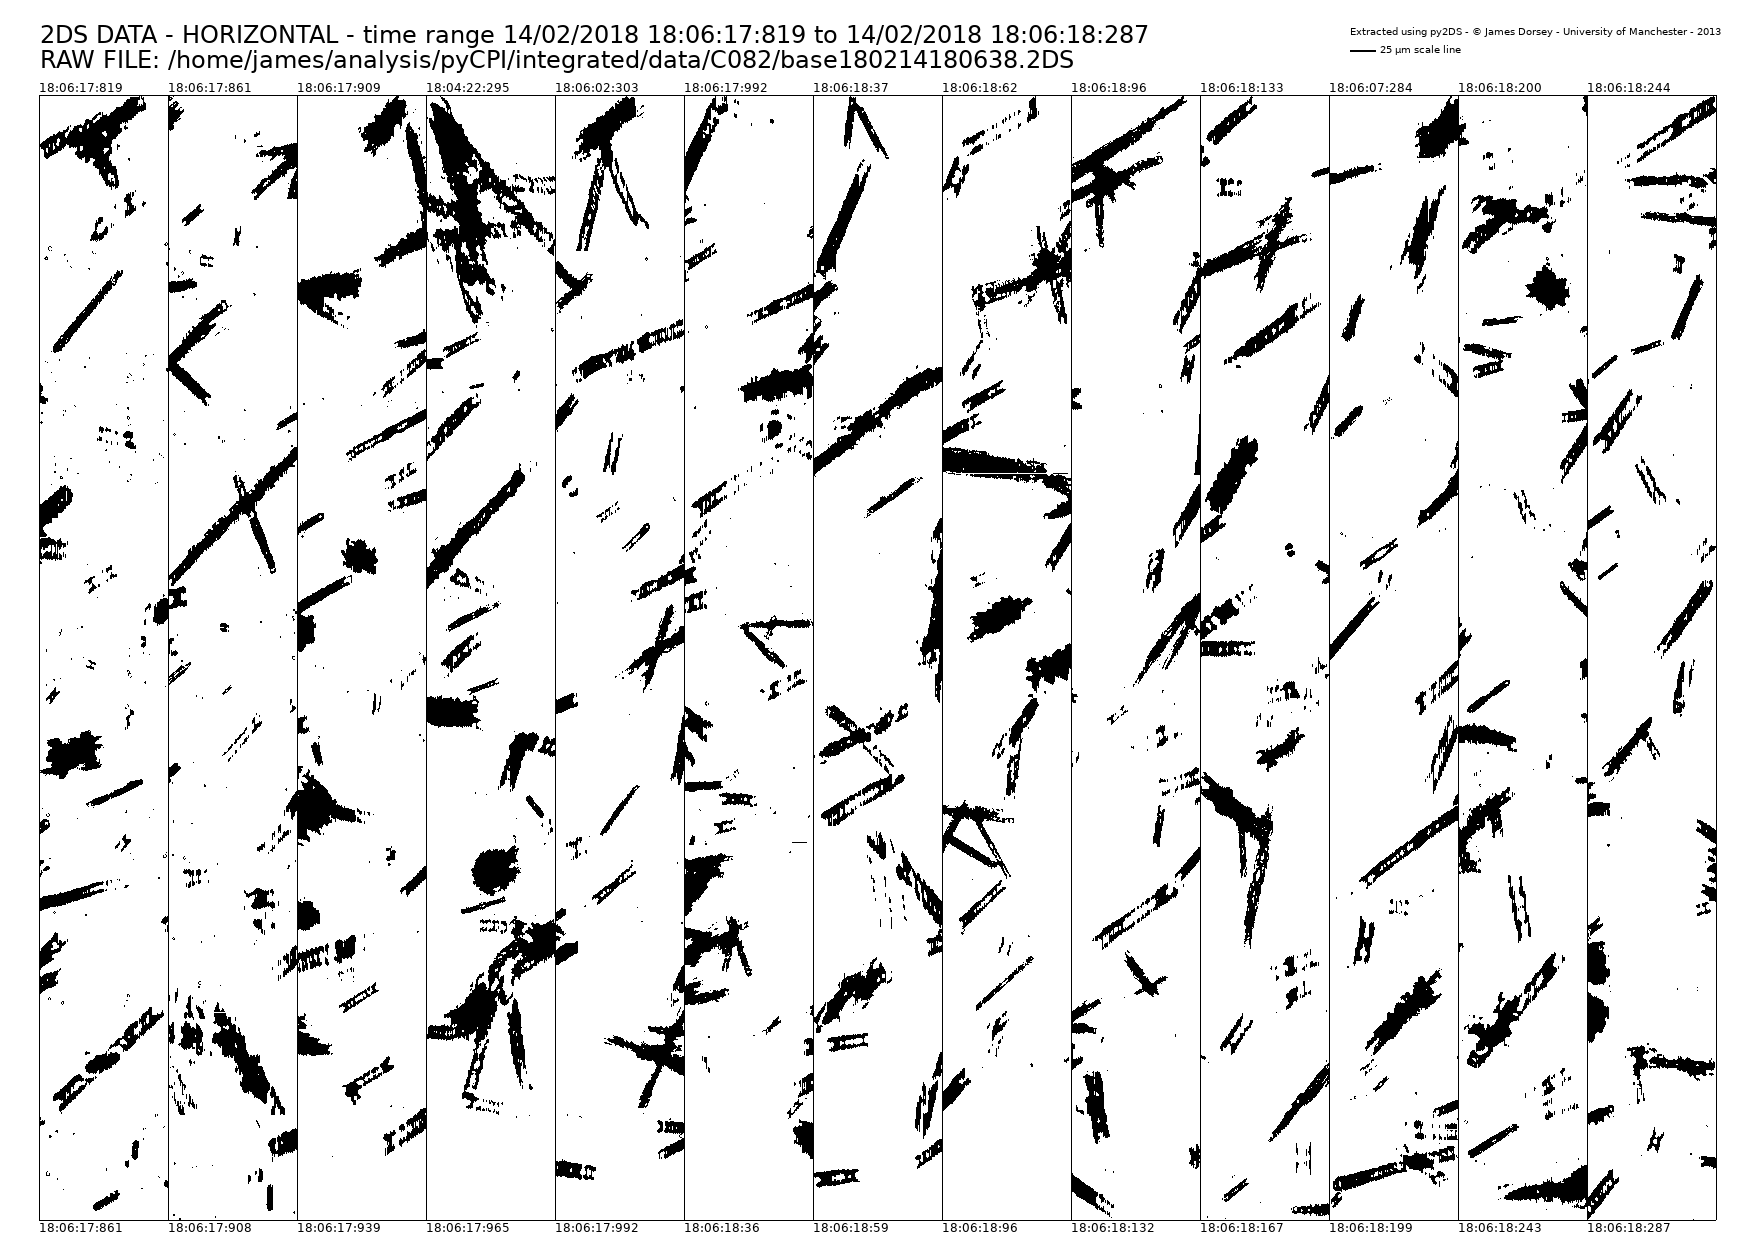 2DS DATA - HORIZONTAL - time range 14/02/2018 18:06:17:819 to 14/02/2018 18:06:18:287
RAW FILE: /home/james/analysis/pyCPI/integrated/data/C082/base180214180638.2DS
Extracted using py2DS - © James Dorsey - University of Manchester - 2013
25 µm scale line
18:06:17:819 18:06:17:861 18:06:17:909 18:04:22:295 18:06:02:303 18:06:17:992 18:06:18:37 18:06:18:62 18:06:18:96 18:06:18:133 18:06:07:284 18:06:18:200 18:06:18:244
18:06:17:861 18:06:17:908 18:06:17:939 18:06:17:965 18:06:17:992 18:06:18:36 18:06:18:59 18:06:18:96 18:06:18:132 18:06:18:167 18:06:18:199 18:06:18:243 18:06:18:287